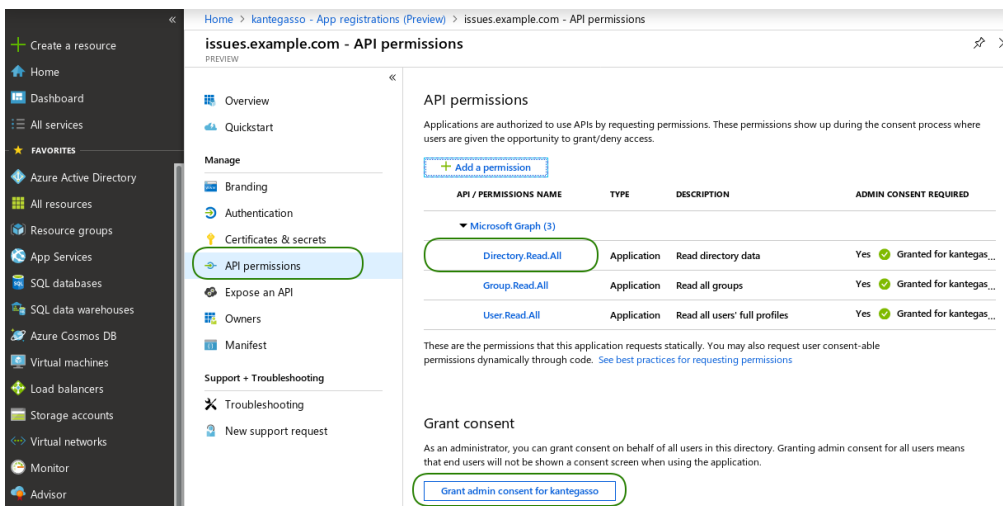 Home > kantegasso - App registrations (Preview) > issues.example.com - API permissions
issues.example.com - API permissions
PREVIEW
Create a resource
Home
Dashboard
All services
FAVORITES
Azure Active Directory
All resources
Resource groups
App Services
SQL databases
SQL data warehouses
Azure Cosmos DB
Virtual machines
Load balancers
Storage accounts
Virtual networks
Monitor
Advisor
Overview
Quickstart
Manage
Branding
Authentication
Certificates & secrets
API permissions
Expose an API
Owners
Manifest
Support + Troubleshooting
Troubleshooting
New support request
API permissions
Applications are authorized to use APIs by requesting permissions. These permissions show up during the consent process where
users are given the opportunity to grant/deny access.
+ Add a permission
API / PERMISSIONS NAME TYPE DESCRIPTION ADMIN CONSENT REQUIRED
Microsoft Graph (3)
Directory.Read.All Application Read directory data Yes Granted for kantegas...
Group.Read.All Application Read all groups Yes Granted for kantegas...
User.Read.All Application Read all users' full profiles Yes Granted for kantegas...
These are the permissions that this application requests statically. You may also request user consent-able
permissions dynamically through code. See best practices for requesting permissions
Grant consent
As an administrator, you can grant consent on behalf of all users in this directory. Granting admin consent for all users means
that end users will not be shown a consent screen when using the application.
Grant admin consent for kantegasso